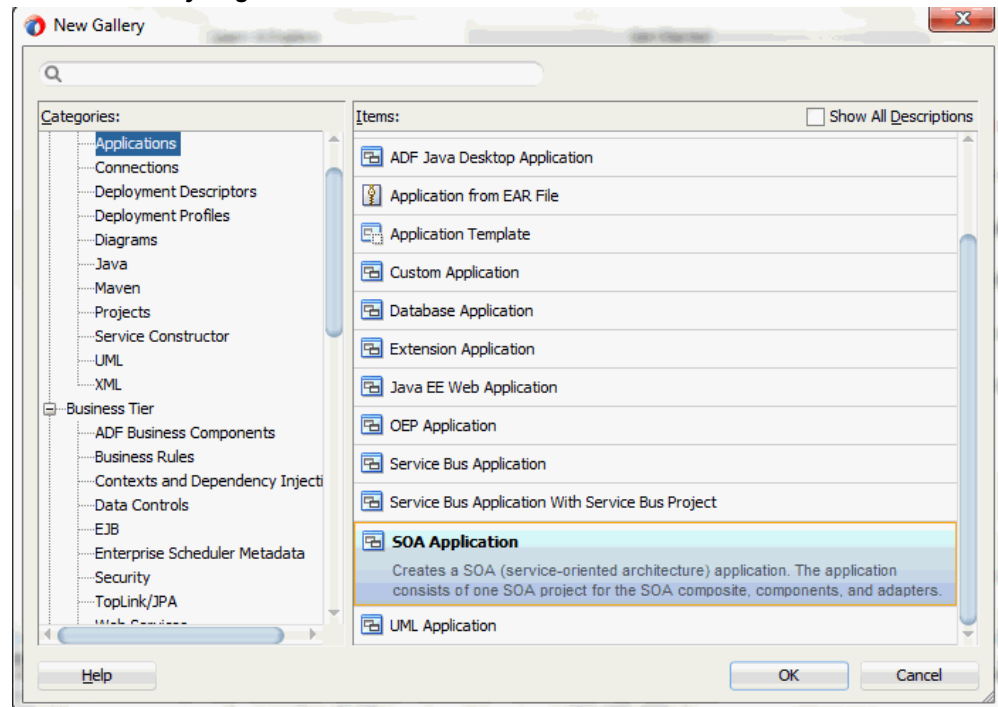 New Gallery
Categories:
Applications
Connections
Deployment Descriptors
Deployment Profiles
Diagrams
Java
Maven
Projects
Service Constructor
UML
XML
Business Tier
ADF Business Components
Business Rules
Contexts and Dependency Injecti
Data Controls
EJB
Enterprise Scheduler Metadata
Security
TopLink/JPA
Items:
Show All Descriptions
ADF Java Desktop Application
Application from EAR File
Application Template
Custom Application
Database Application
Extension Application
Java EE Web Application
OEP Application
Service Bus Application
Service Bus Application With Service Bus Project
SOA Application
Creates a SOA (service-oriented architecture) application. The application
consists of one SOA project for the SOA composite, components, and adapters.
UML Application
Help
OK
Cancel